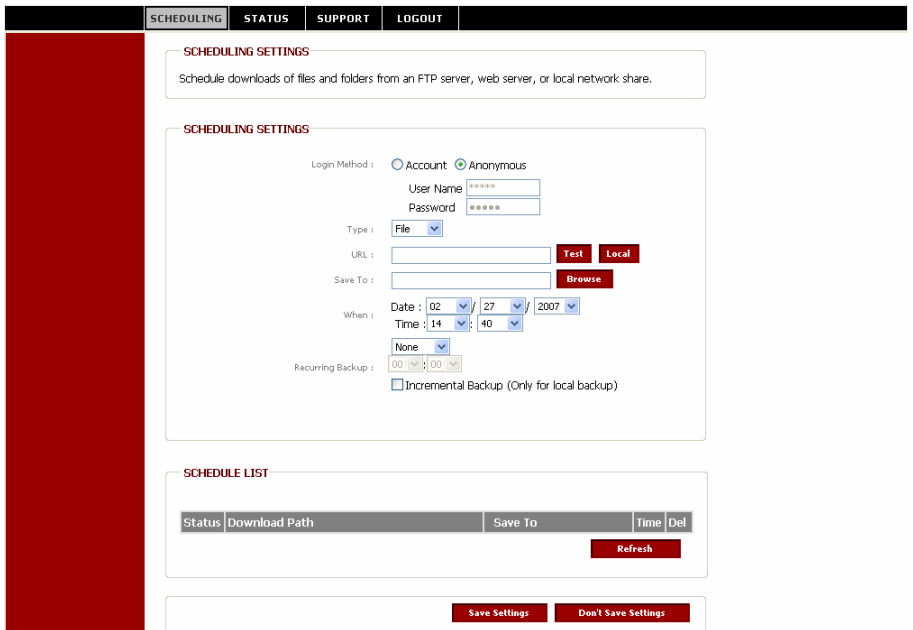 SCHEDULING STATUS SUPPORT LOGOUT
SCHEDULING SETTINGS
Schedule downloads of files and folders from an FTP server, web server, or local network share.
SCHEDULING SETTINGS
Login Method : Account Anonymous
User Name *****
Password •••••
Type : File
URL : Test Local
Save To : Browse
When : Date : 02 / 27 / 2007
Time : 14 : 40
None
Recurring Backup : 00 : 00
Incremental Backup (Only for local backup)
SCHEDULE LIST
Status Download Path Save To Time Del
Refresh
Save Settings Don't Save Settings